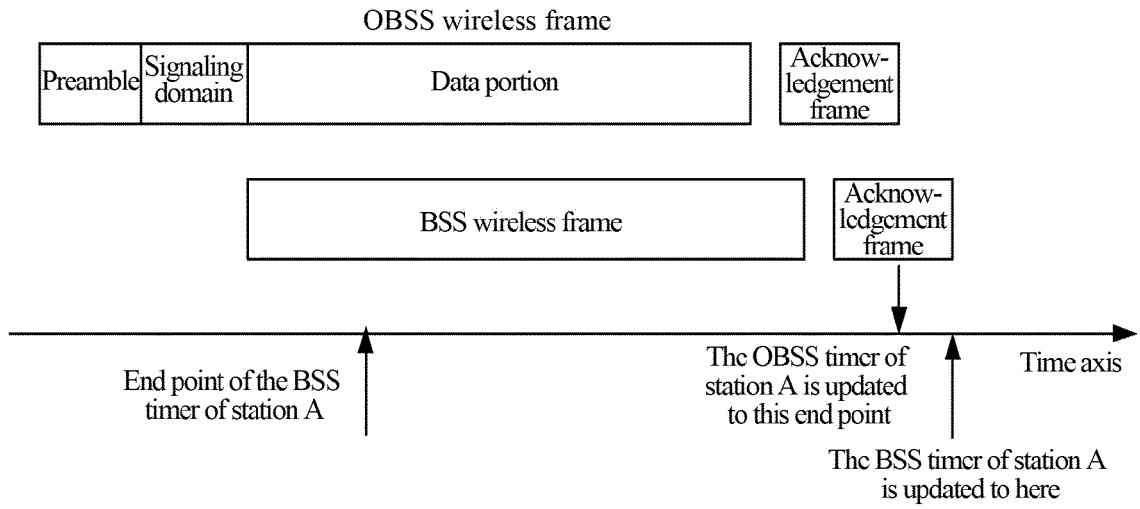 OBSS wireless frame
Preamble
Signaling
domain
Data portion
Acknow-
ledgement
frame
BSS wireless frame
Acknow-
ledgement
frame
End point of the BSS
timer of station A
The OBSS timer of
station A is updated
to this end point
Time axis
The BSS timer of station A
is updated to here